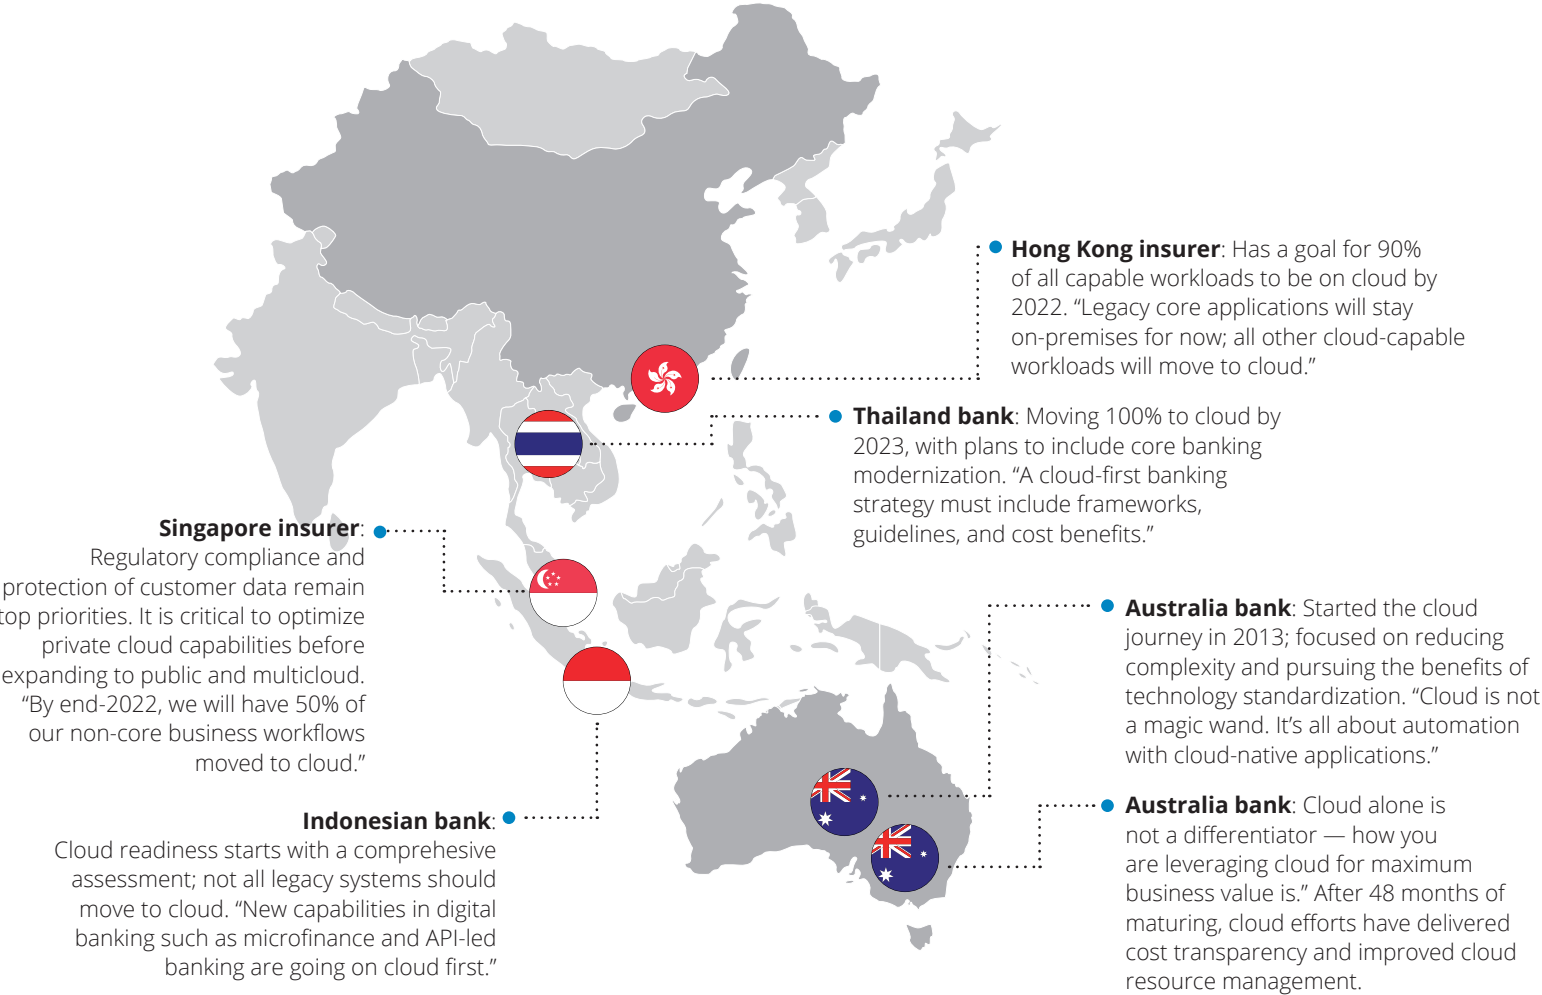 Hong Kong insurer: Has a goal for 90%
of all capable workloads to be on cloud by
2022. “Legacy core applications will stay
on-premises for now; all other cloud-capable
workloads will move to cloud.”
Thailand bank: Moving 100% to cloud by
2023, with plans to include core banking
modernization. “A cloud-first banking
strategy must include frameworks,
guidelines, and cost benefits.”
Singapore insurer:
Regulatory compliance and
protection of customer data remain
top priorities. It is critical to optimize
private cloud capabilities before
expanding to public and multicloud.
“By end-2022, we will have 50% of
our non-core business workflows
moved to cloud.”
Indonesian bank:
Cloud readiness starts with a comprehesive
assessment; not all legacy systems should
move to cloud. “New capabilities in digital
banking such as microfinance and API-led
banking are going on cloud first.”
Australia bank: Started the cloud
journey in 2013; focused on reducing
complexity and pursuing the benefits of
technology standardization. “Cloud is not
a magic wand. It’s all about automation
with cloud-native applications.”
Australia bank: Cloud alone is
not a differentiator — how you
are leveraging cloud for maximum
business value is.” After 48 months of
maturing, cloud efforts have delivered
cost transparency and improved cloud
resource management.